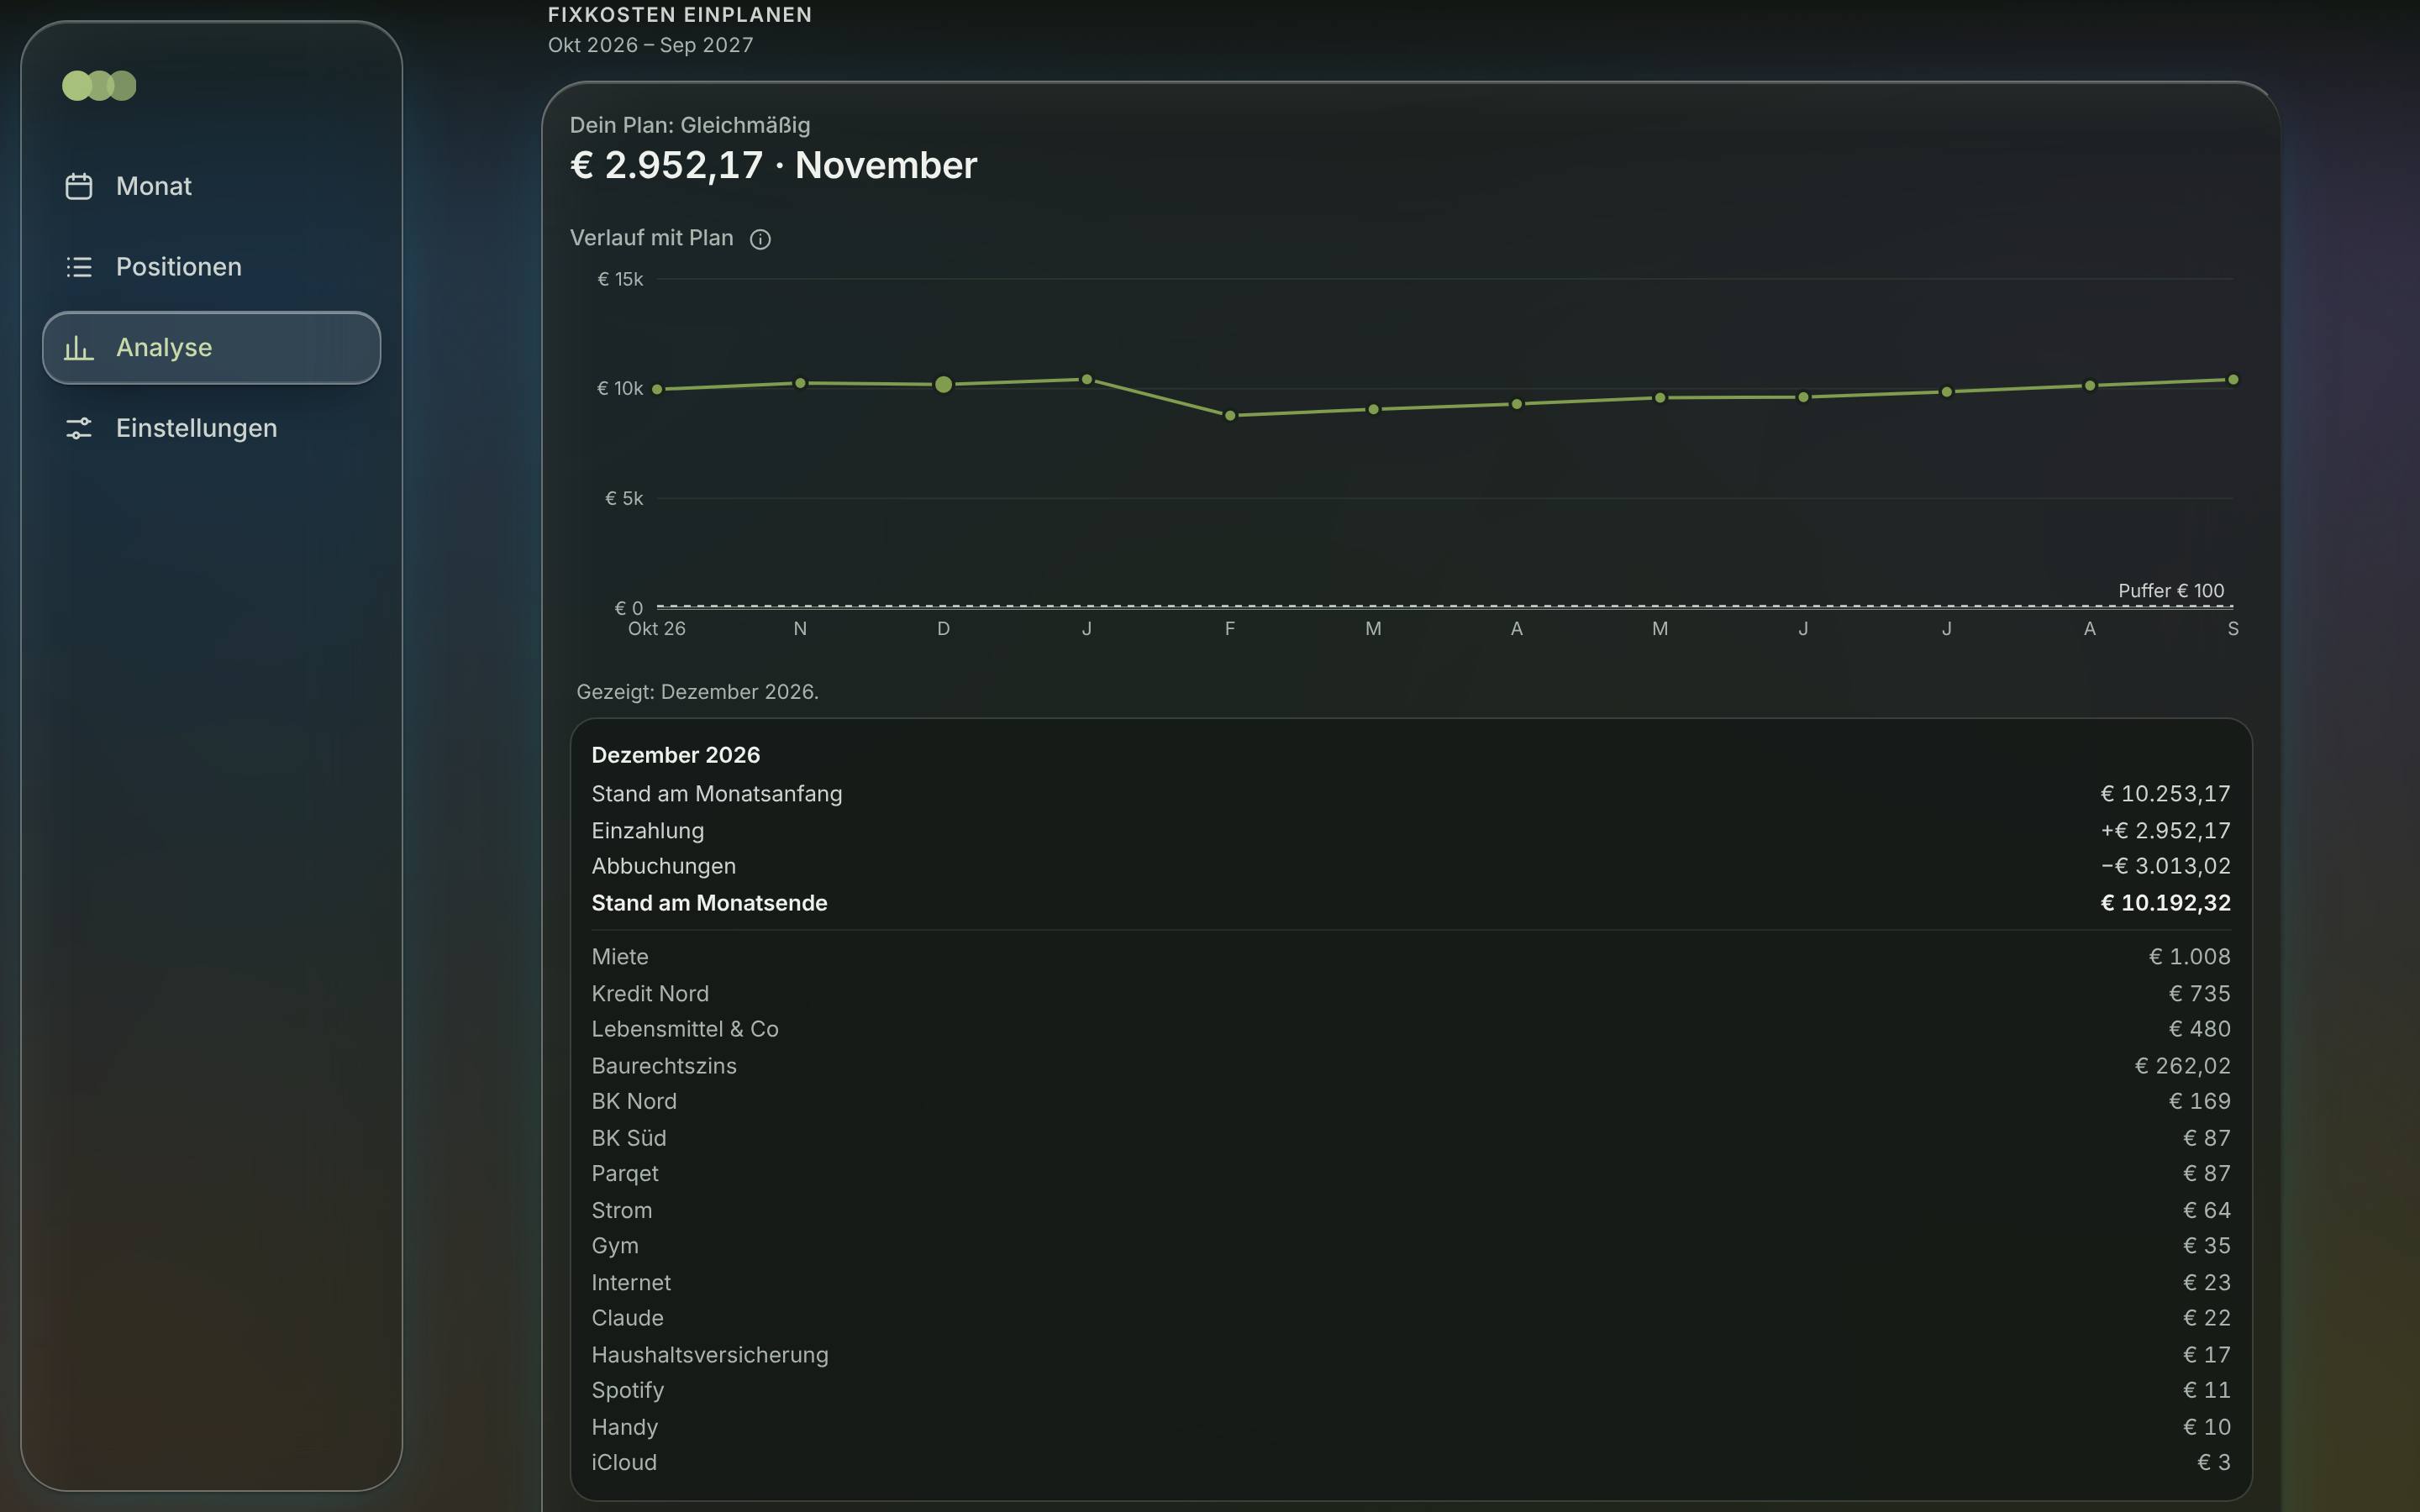 FIXKOSTEN EINPLANEN
Okt 2026 – Sep 2027
Monat
Positionen
Analyse
Einstellungen
Dein Plan: Gleichmäßig
€ 2.952,17 · November
Verlauf mit Plan
€ 15k
€ 10k
€ 5k
Puffer € 100
€ 0
Okt 26 N D J F M A M J J A S
Gezeigt: Dezember 2026.
Dezember 2026
Stand am Monatsanfang € 10.253,17
Einzahlung +€ 2.952,17
Abbuchungen −€ 3.013,02
Stand am Monatsende € 10.192,32
Miete € 1.008
Kredit Nord € 735
Lebensmittel & Co € 480
Baurechtszins € 262,02
BK Nord € 169
BK Süd € 87
Parqet € 87
Strom € 64
Gym € 35
Internet € 23
Claude € 22
Haushaltsversicherung € 17
Spotify € 11
Handy € 10
iCloud € 3